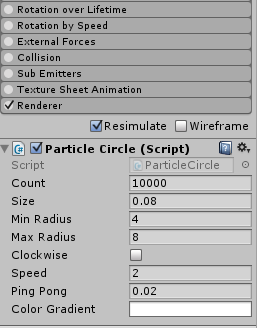 Rotation over Lifetime
Rotation by Speed
External Forces
Collision
Sub Emitters
Texture Sheet Animation
Renderer
Resimulate Wireframe
Particle Circle (Script)
Script ParticleCircle
Count 10000
Size 0.08
Min Radius 4
Max Radius 8
Clockwise
Speed 2
Ping Pong 0.02
Color Gradient